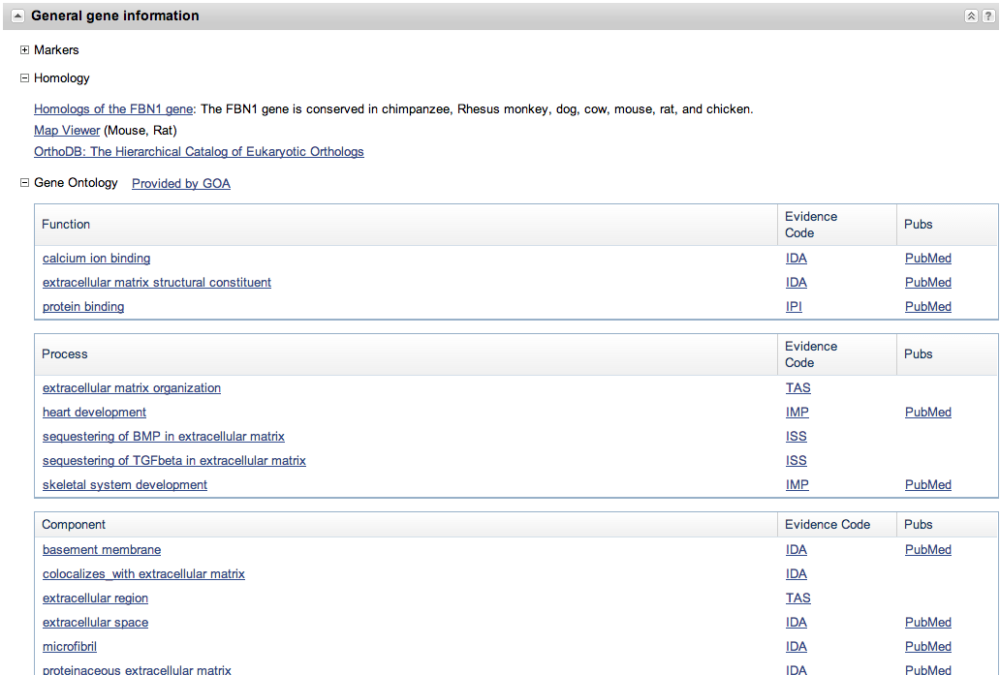 General gene information
?
Markers
Homology
Homologs of the FBN1 gene: The FBN1 gene is conserved in chimpanzee, Rhesus monkey, dog, cow, mouse, rat, and chicken.
Map Viewer (Mouse, Rat)
OrthoDB: The Hierarchical Catalog of Eukaryotic Orthologs
Gene Ontology Provided by GOA
Function Evidence Code Pubs
calcium ion binding IDA PubMed
extracellular matrix structural constituent IDA PubMed
protein binding IPI PubMed
Process Evidence Code Pubs
extracellular matrix organization TAS
heart development IMP PubMed
sequestering of BMP in extracellular matrix ISS
sequestering of TGFbeta in extracellular matrix ISS
skeletal system development IMP PubMed
Component Evidence Code Pubs
basement membrane IDA PubMed
colocalizes_with extracellular matrix IDA
extracellular region TAS
extracellular space IDA PubMed
microfibril IDA PubMed
proteinaceous extracellular matrix IDA PubMed